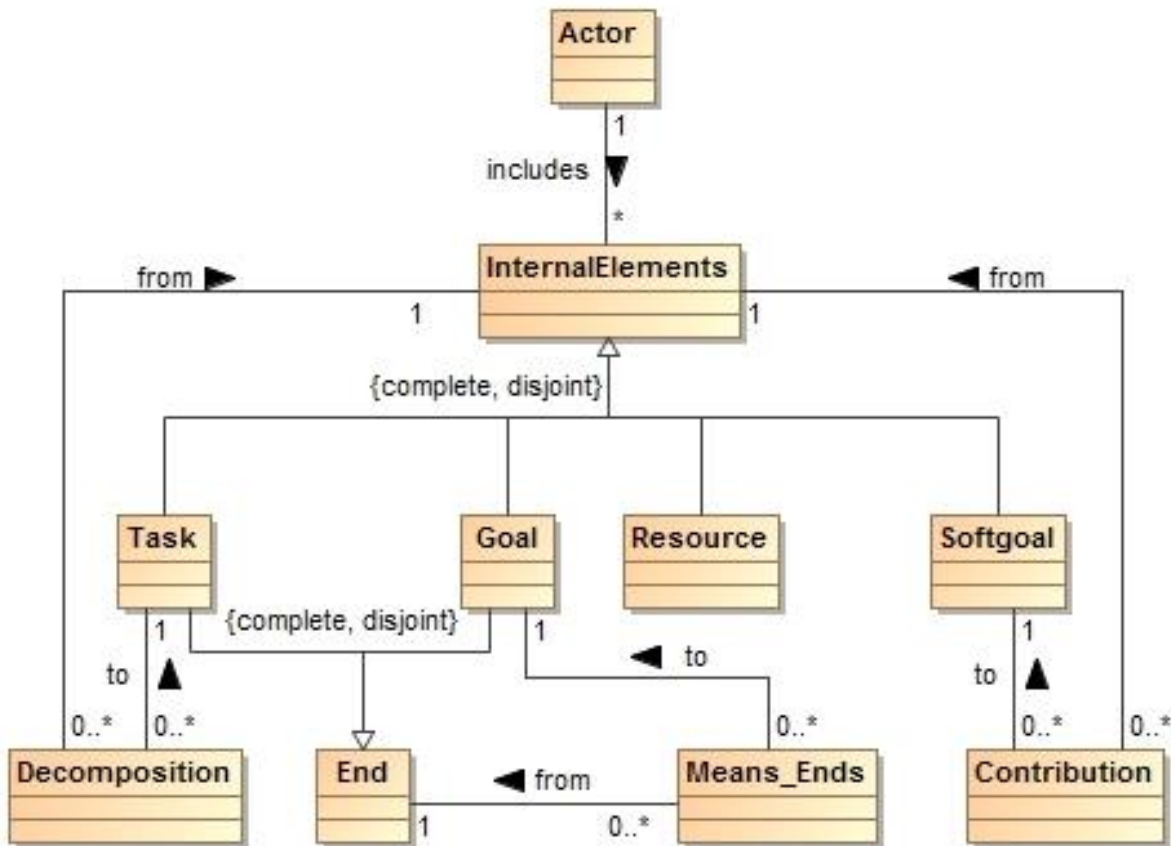 Actor
1
includes
*
from
InternalElements
from
1
1
{complete, disjoint}
Task
Goal
Resource
Softgoal
1
{complete, disjoint}
1
1
to
to
to
0..*
0..*
0..*
0..*
0..*
Decomposition
End
from
Means_Ends
Contribution
1
0..*